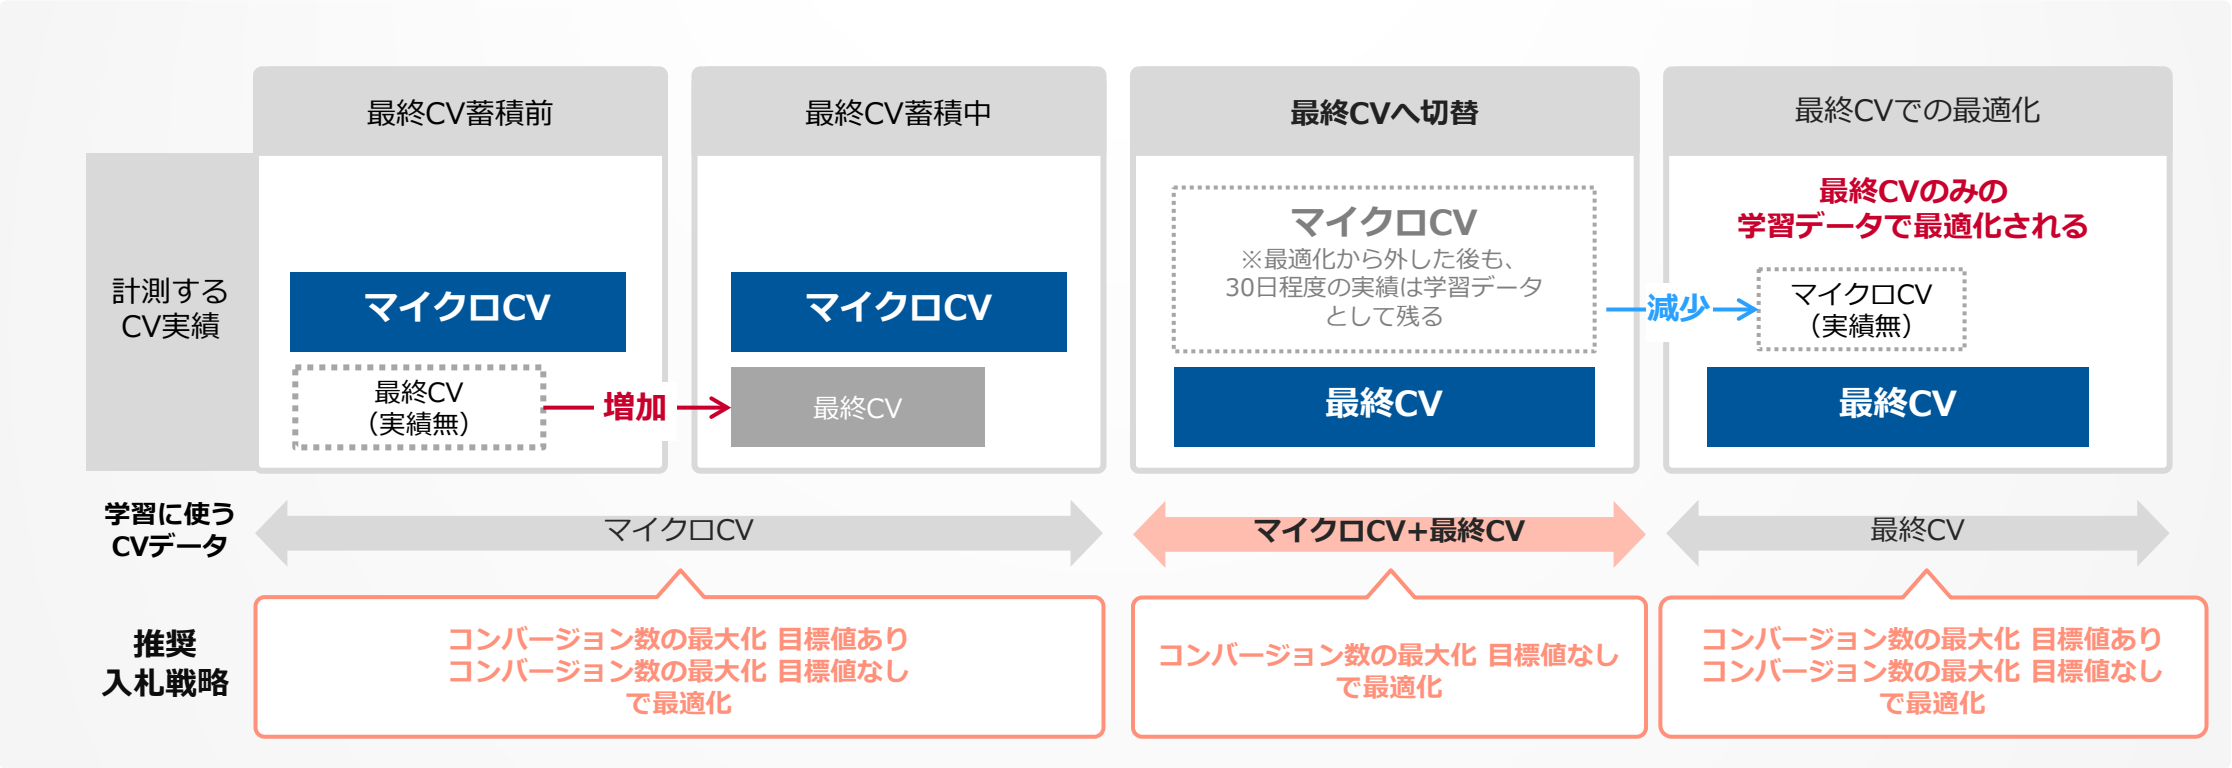 最終CV蓄積前
最終CV蓄積中
最終CVへ切替
最終CVでの最適化
計測する
CV実績
マイクロCV
最終CV
（実績無）
増加
マイクロCV
最終CV
マイクロCV
※最適化から外した後も、
30日程度の実績は学習データ
として残る
最終CV
減少
最終CVのみの
学習データで最適化される
マイクロCV
（実績無）
最終CV
学習に使う
CVデータ
マイクロCV
マイクロCV+最終CV
最終CV
推奨
入札戦略
コンバージョン数の最大化 目標値あり
コンバージョン数の最大化 目標値なし
で最適化
コンバージョン数の最大化 目標値なし
で最適化
コンバージョン数の最大化 目標値あり
コンバージョン数の最大化 目標値なし
で最適化